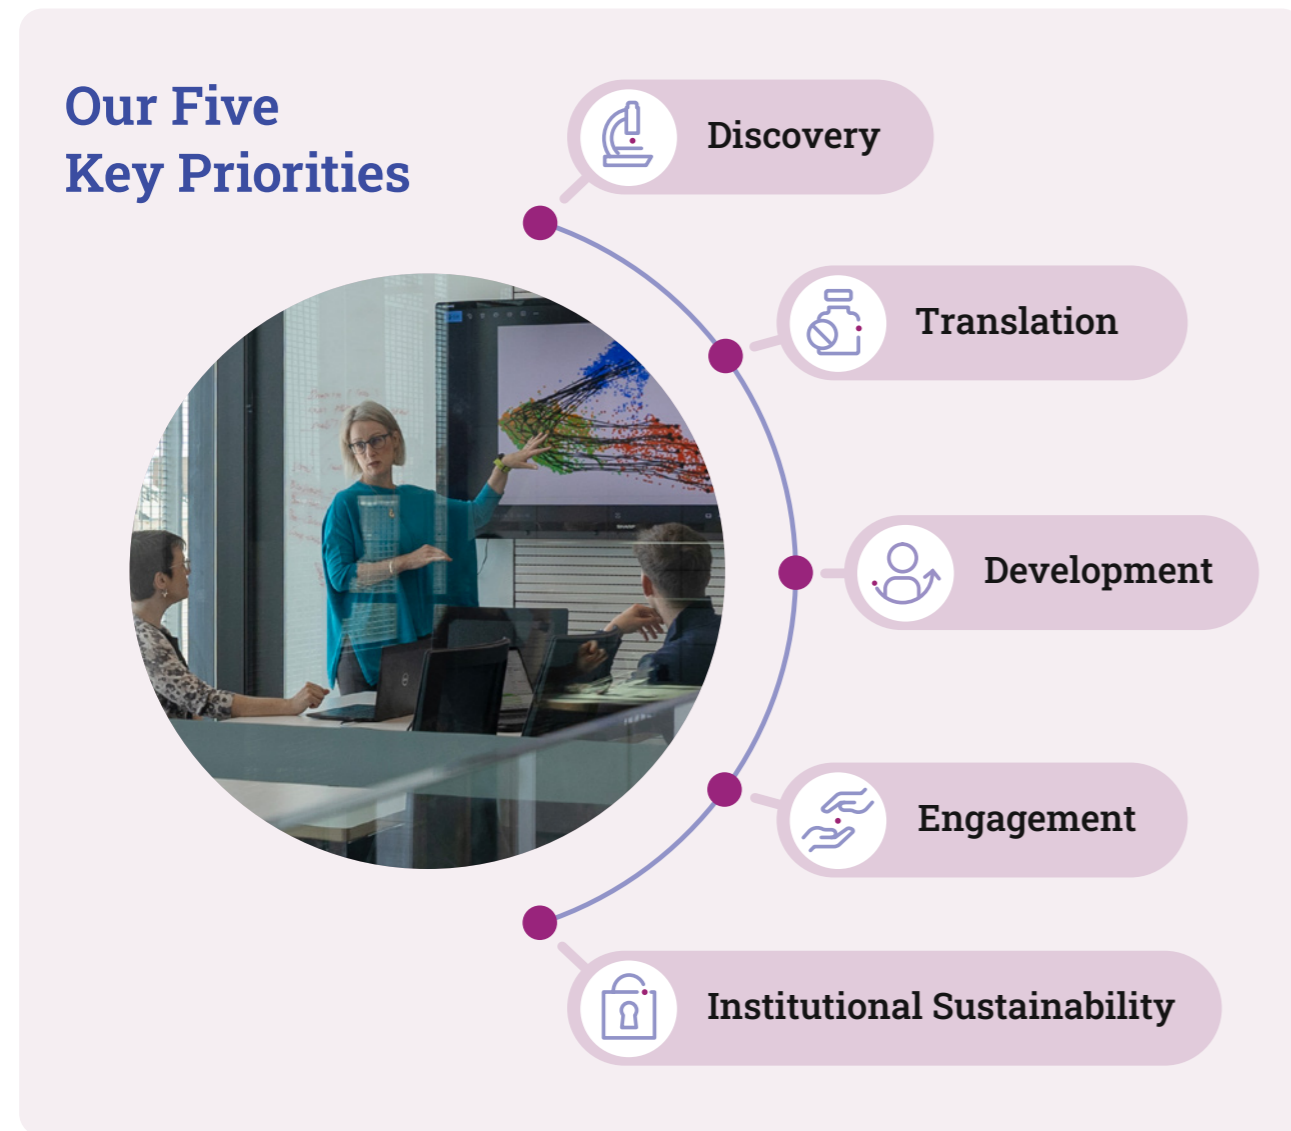 Our Five
Key Priorities
Discovery
Translation
Development
Engagement
Institutional Sustainability